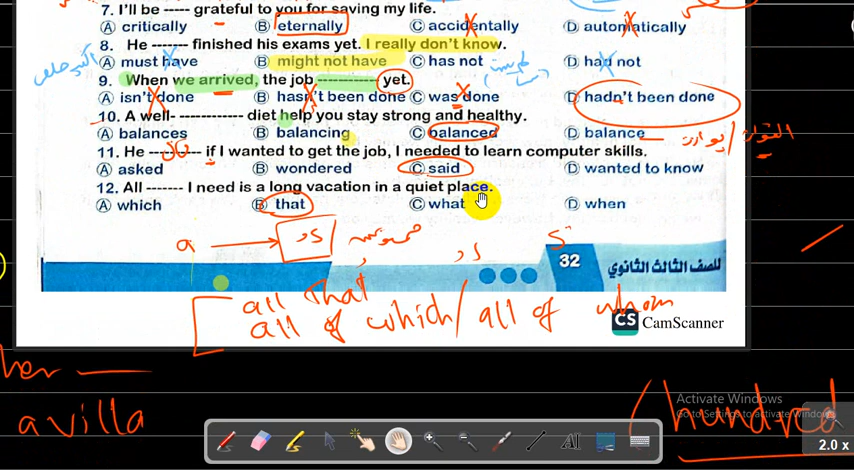 7. I'll be ----- grateful to you for saving my life.
A critically B eternally C accidentally D automatically
8. He ------- finished his exams yet. I really don't know.
A must have B might not have C has not D had not
9. When we arrived, the job ------------ yet.
A isn't done B hasn't been done C was done D hadn't been done
10. A well- ------------- diet help you stay strong and healthy.
A balances B balancing C balanced D balance
11. He ---------- if I wanted to get the job, I needed to learn computer skills.
قال
A asked B wondered C said D wanted to know
12. All ------- I need is a long vacation in a quiet place.
A which B that C what D when
a
32
للصف الثالث الثانوي
all that
all of which / all of whom
CS CamScanner
her
a villa
hundred
Activate Windows
Go to Settings to activate Windows.
2.0 x
AI